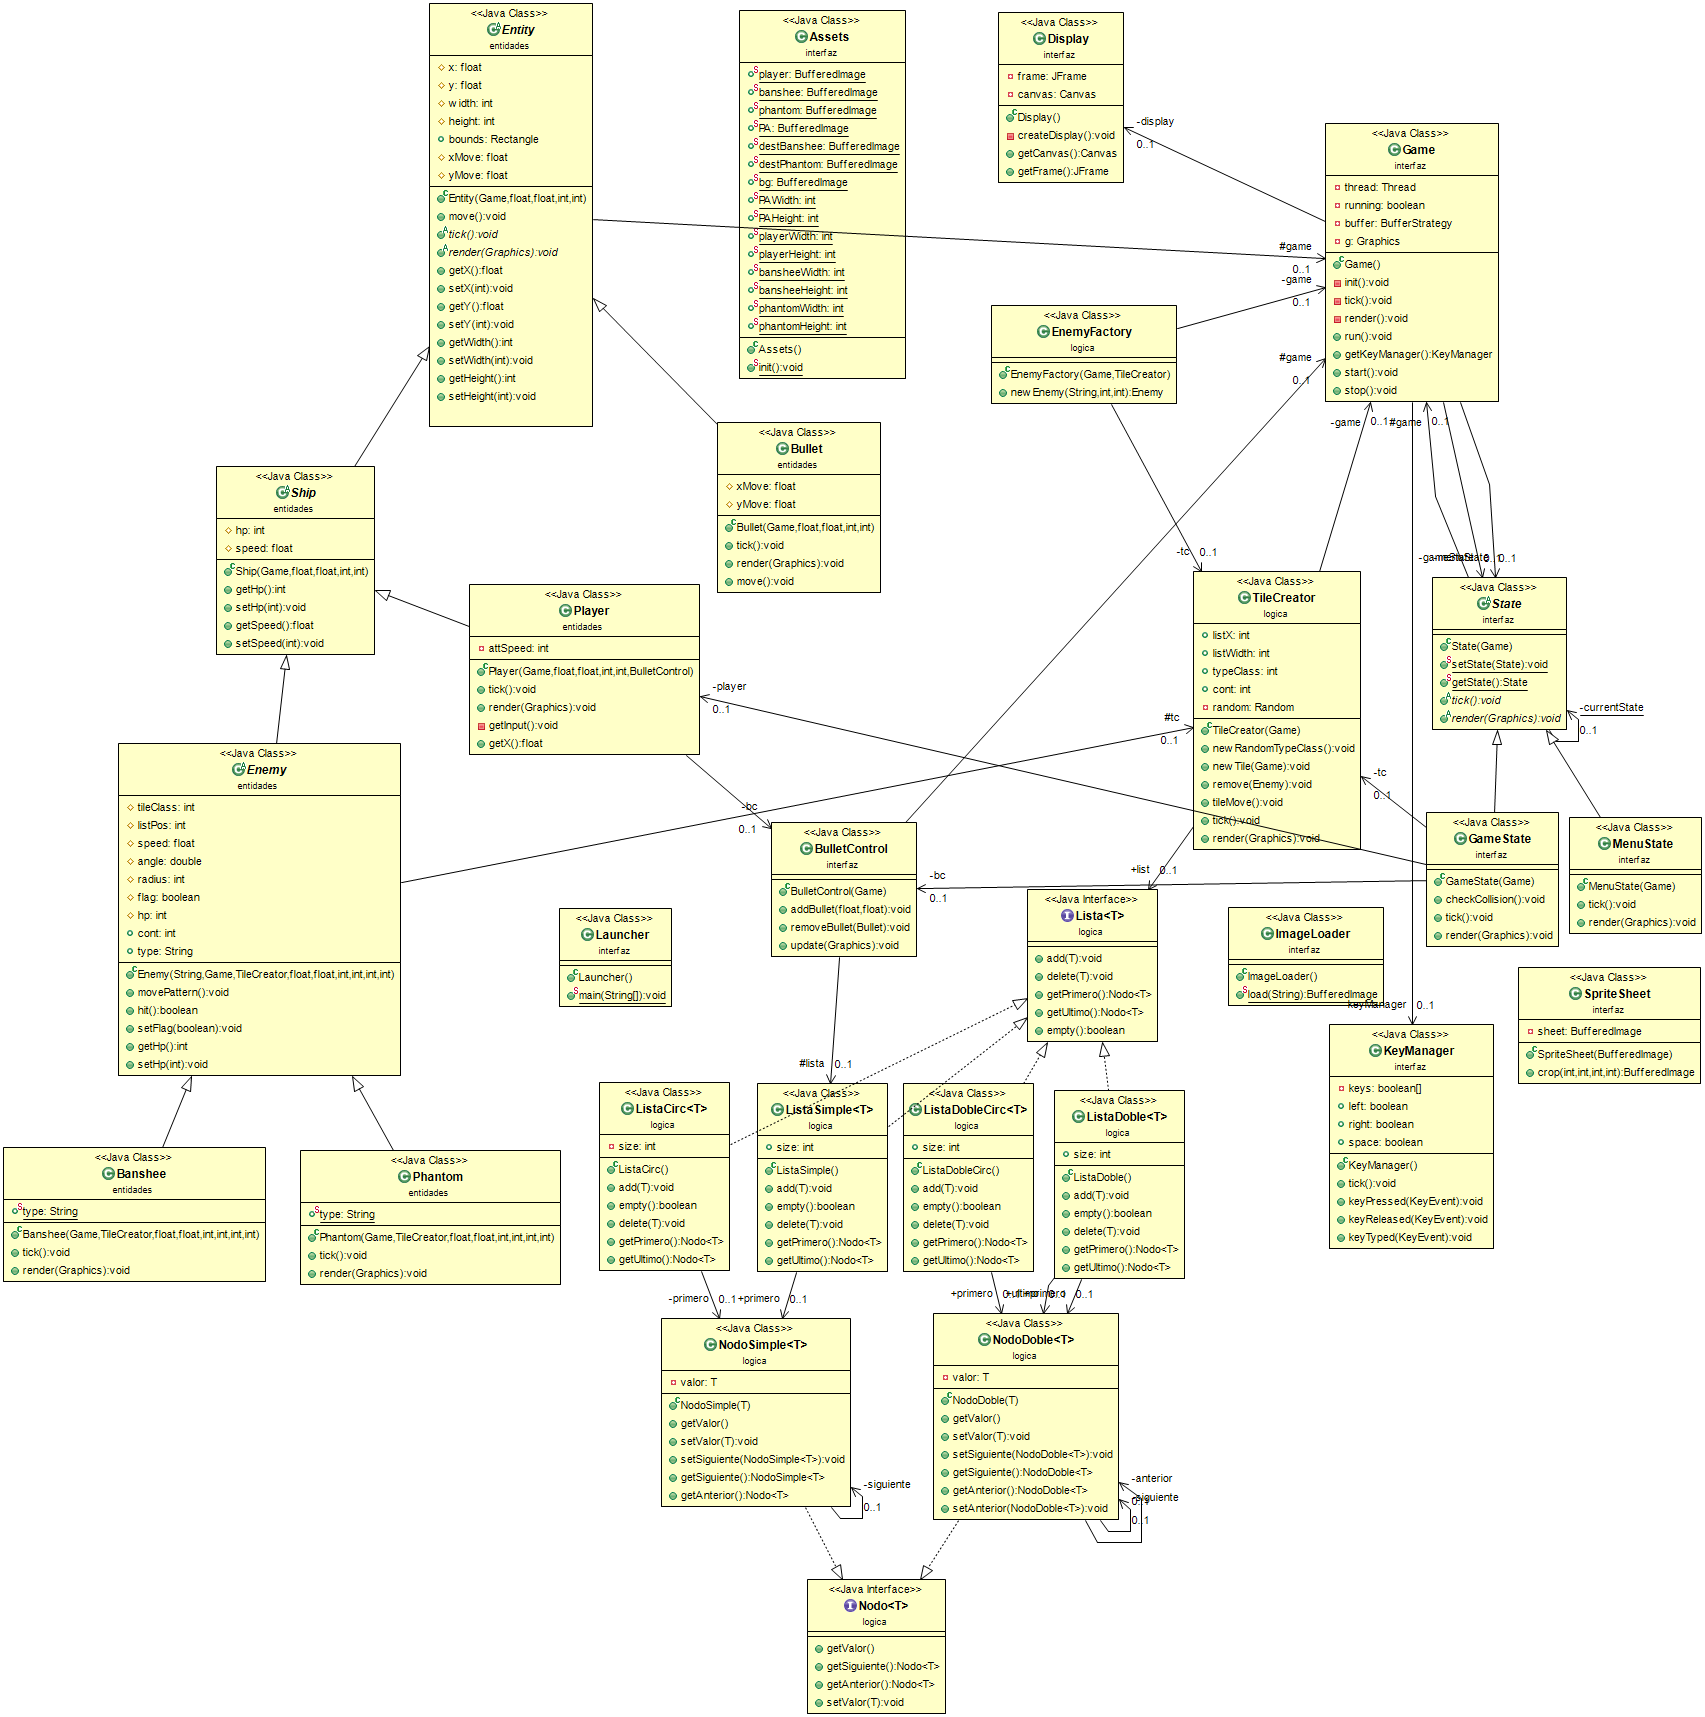 <<Java Class>>
Entity
entidades
x: float
y: float
width: int
height: int
bounds: Rectangle
xMove: float
yMove: float
Entity(Game,float,float,int,int)
move():void
tick():void
render(Graphics):void
getX():float
setX(int):void
getY():float
setY(int):void
getWidth():int
setWidth(int):void
getHeight():int
setHeight(int):void
<<Java Class>>
Assets
interfaz
player: BufferedImage
banshee: BufferedImage
phantom: BufferedImage
PA: BufferedImage
destBanshee: BufferedImage
destPhantom: BufferedImage
bg: BufferedImage
PAWidth: int
PAHeight: int
playerWidth: int
playerHeight: int
bansheeWidth: int
bansheeHeight: int
phantomWidth: int
phantomHeight: int
Assets()
init():void
<<Java Class>>
Display
interfaz
frame: JFrame
canvas: Canvas
Display()
createDisplay():void
getCanvas():Canvas
getFrame():JFrame
-display
0..1
<<Java Class>>
Game
interfaz
thread: Thread
running: boolean
buffer: BufferStrategy
g: Graphics
Game()
init():void
tick():void
render():void
run():void
getKeyManager():KeyManager
start():void
stop():void
#game
0..1
-game
0..1
#game
0..1
-game
0..1
#game
0..1
<<Java Class>>
EnemyFactory
logica
EnemyFactory(Game,TileCreator)
newEnemy(String,int,int):Enemy
<<Java Class>>
Bullet
entidades
xMove: float
yMove: float
Bullet(Game,float,float,int,int)
tick():void
render(Graphics):void
move():void
<<Java Class>>
Ship
entidades
hp: int
speed: float
Ship(Game,float,float,int,int)
getHp():int
setHp(int):void
getSpeed():float
setSpeed(int):void
<<Java Class>>
Player
entidades
attSpeed: int
Player(Game,float,float,int,int,BulletControl)
tick():void
render(Graphics):void
getInput():void
getX():float
-player
0..1
-tc
0..1
<<Java Class>>
TileCreator
logica
listX: int
listWidth: int
typeClass: int
cont: int
random: Random
TileCreator(Game)
newRandomTypeClass():void
newTile(Game):void
remove(Enemy):void
tileMove():void
tick():void
render(Graphics):void
#tc
0..1
0..1
0..1
<<Java Class>>
State
interfaz
State(Game)
setState(State):void
getState():State
tick():void
render(Graphics):void
-currentState
0..1
<<Java Class>>
Enemy
entidades
tileClass: int
listPos: int
speed: float
angle: double
radius: int
flag: boolean
hp: int
cont: int
type: String
Enemy(String,Game,TileCreator,float,float,int,int,int,int)
movePattern():void
hit():boolean
setFlag(boolean):void
getHp():int
setHp(int):void
-bc
0..1
<<Java Class>>
BulletControl
interfaz
BulletControl(Game)
addBullet(float,float):void
removeBullet(Bullet):void
update(Graphics):void
-bc
0..1
-tc
0..1
<<Java Class>>
GameState
interfaz
GameState(Game)
checkCollision():void
tick():void
render(Graphics):void
<<Java Class>>
MenuState
interfaz
MenuState(Game)
tick():void
render(Graphics):void
+list
0..1
<<Java Interface>>
Lista<T>
logica
add(T):void
delete(T):void
getPrimero():Nodo<T>
getUltimo():Nodo<T>
empty():boolean
<<Java Class>>
Launcher
interfaz
Launcher()
main(String[]):void
<<Java Class>>
ImageLoader
interfaz
ImageLoader()
load(String):BufferedImage
<<Java Class>>
SpriteSheet
interfaz
sheet: BufferedImage
SpriteSheet(BufferedImage)
crop(int,int,int,int):BufferedImage
keyManager
0..1
<<Java Class>>
KeyManager
interfaz
keys: boolean[]
left: boolean
right: boolean
space: boolean
KeyManager()
tick():void
keyPressed(KeyEvent):void
keyReleased(KeyEvent):void
keyTyped(KeyEvent):void
#lista
0..1
<<Java Class>>
ListaCirc<T>
logica
size: int
ListaCirc()
add(T):void
empty():boolean
delete(T):void
getPrimero():Nodo<T>
getUltimo():Nodo<T>
<<Java Class>>
ListaSimple<T>
logica
size: int
ListaSimple()
add(T):void
empty():boolean
delete(T):void
getPrimero():Nodo<T>
getUltimo():Nodo<T>
<<Java Class>>
ListaDobleCirc<T>
logica
size: int
ListaDobleCirc()
add(T):void
empty():boolean
delete(T):void
getPrimero():Nodo<T>
getUltimo():Nodo<T>
<<Java Class>>
ListaDoble<T>
logica
size: int
ListaDoble()
add(T):void
empty():boolean
delete(T):void
getPrimero():Nodo<T>
getUltimo():Nodo<T>
<<Java Class>>
Banshee
entidades
type: String
Banshee(Game,TileCreator,float,float,int,int,int,int)
tick():void
render(Graphics):void
<<Java Class>>
Phantom
entidades
type: String
Phantom(Game,TileCreator,float,float,int,int,int,int)
tick():void
render(Graphics):void
-primero
0..1
+primero
0..1
+primero
0..1
<<Java Class>>
NodoSimple<T>
logica
valor: T
NodoSimple(T)
getValor()
setValor(T):void
setSiguiente(NodoSimple<T>):void
getSiguiente():NodoSimple<T>
getAnterior():Nodo<T>
-siguiente
0..1
<<Java Class>>
NodoDoble<T>
logica
valor: T
NodoDoble(T)
getValor()
setValor(T):void
setSiguiente(NodoDoble<T>):void
getSiguiente():NodoDoble<T>
getAnterior():NodoDoble<T>
setAnterior(NodoDoble<T>):void
-anterior
0..1
-siguiente
0..1
<<Java Interface>>
Nodo<T>
logica
getValor()
getSiguiente():Nodo<T>
getAnterior():Nodo<T>
setValor(T):void